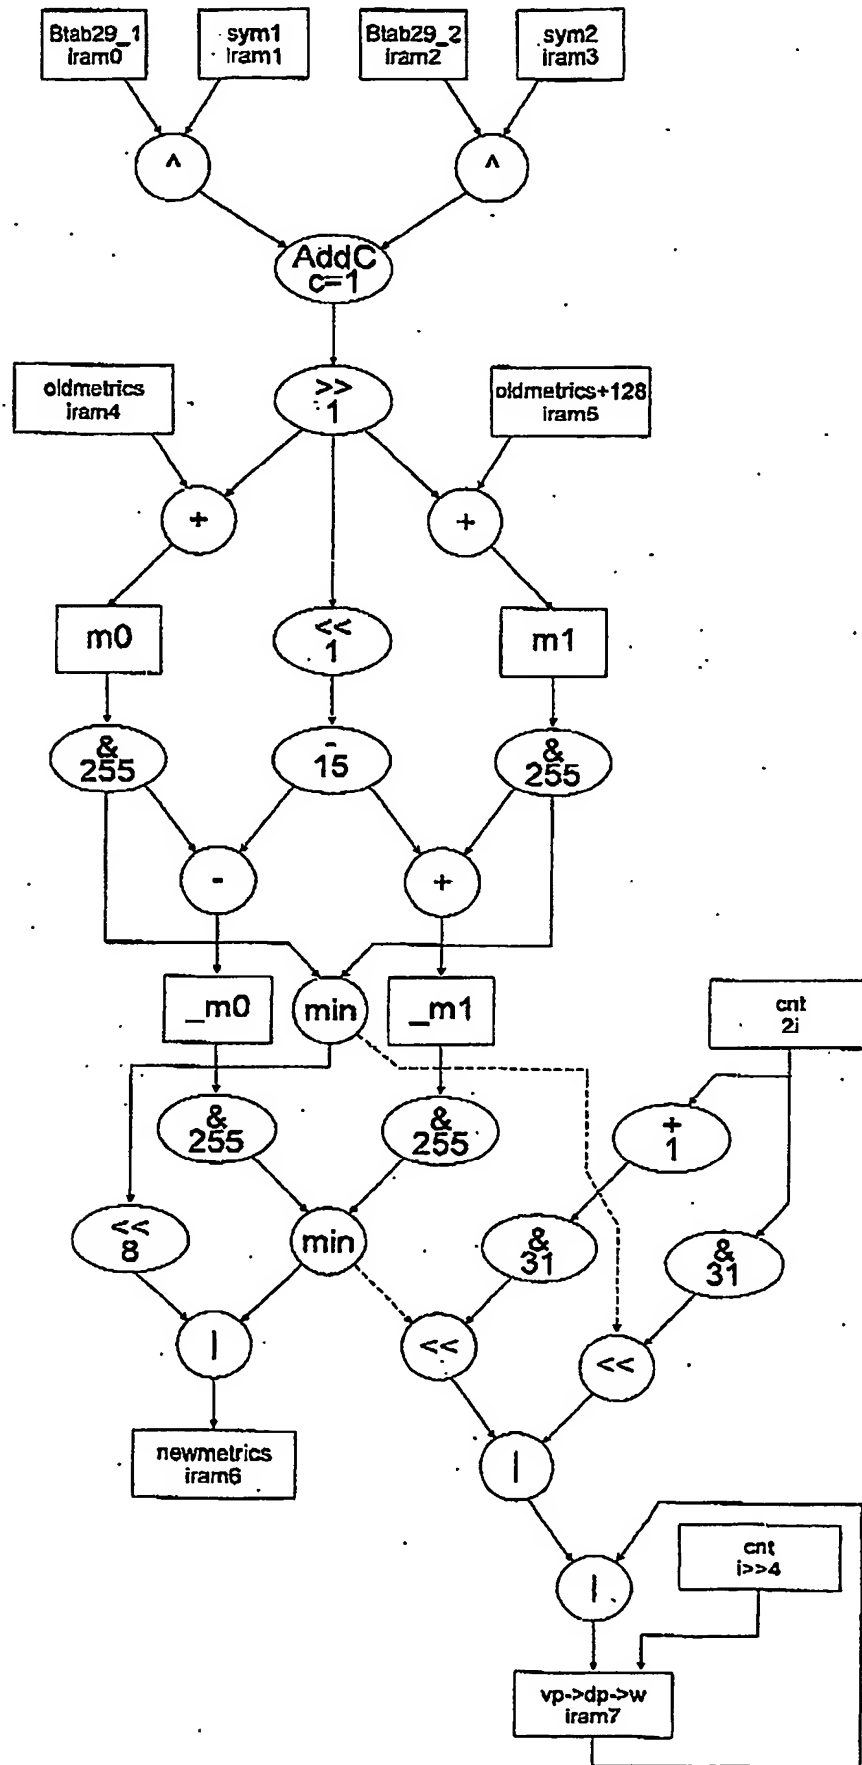 Btab29_1
iram0
sym1
iram1
Btab29_2
iram2
sym2
iram3
^
^
AddC
c=1
oldmetrics
iram4
>>
1
oldmetrics+128
iram5
+
+
m0
<<
1
m1
&
255
-
15
&
255
-
+
_m0
min
_m1
cnt
2i
&
255
&
255
+
1
<<
8
min
&
31
&
31
|
<<
<<
newmetrics
iram6
|
|
cnt
i>>4
vp->dp->w
iram7